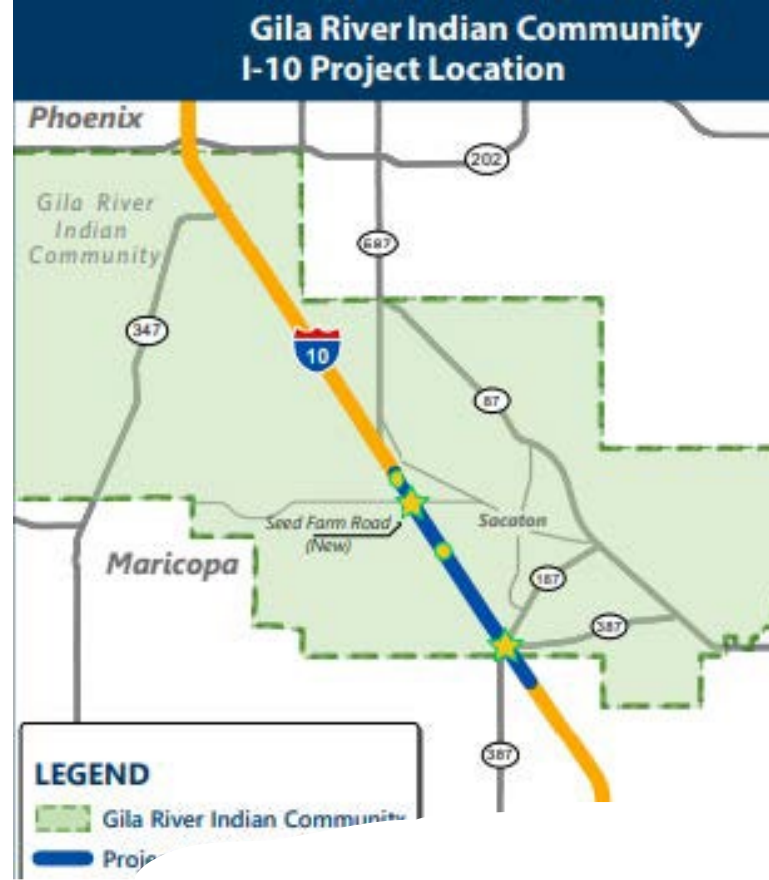 Gila River Indian Community
I-10 Project Location
Phoenix
202
Gila River
Indian
Community
687
347
10
87
Seed Farm Road
(New)
Sacaton
Maricopa
187
387
387
LEGEND
Gila River Indian Community